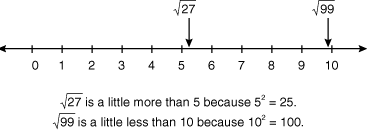 √27 √99
0 1 2 3 4 5 6 7 8 9 10
√27 is a little more than 5 because 5² = 25.
√99 is a little less than 10 because 10² = 100.